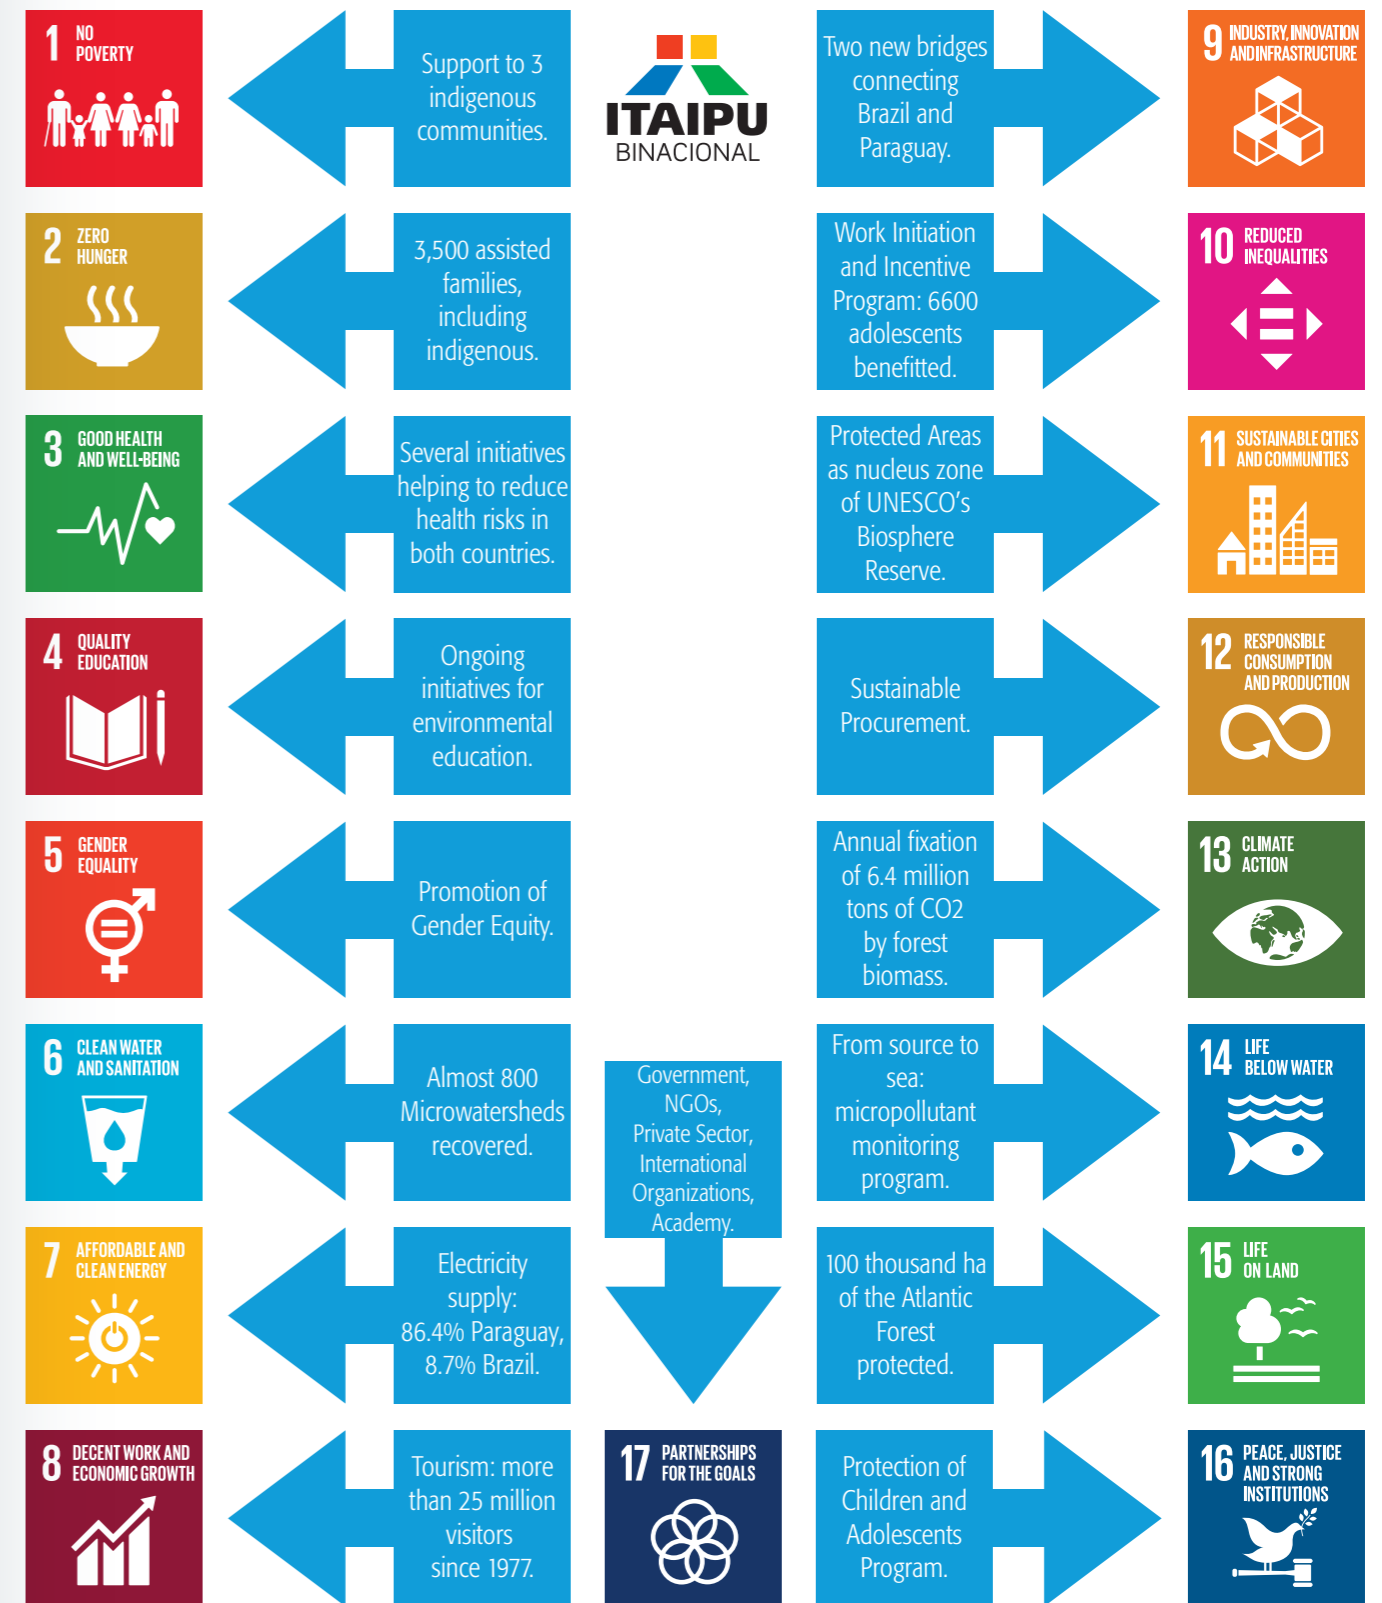 1 NO
POVERTY
Support to 3
indigenous
communities.
ITAIPU
BINACIONAL
Two new bridges
connecting
Brazil and
Paraguay.
9 INDUSTRY, INNOVATION
AND INFRASTRUCTURE
2 ZERO
HUNGER
3,500 assisted
families,
including
indigenous.
Work Initiation
and Incentive
Program: 6600
adolescents
benefitted.
10 REDUCED
INEQUALITIES
3 GOOD HEALTH
AND WELL-BEING
Several initiatives
helping to reduce
health risks in
both countries.
Protected Areas
as nucleus zone
of UNESCO's
Biosphere
Reserve.
11 SUSTAINABLE CITIES
AND COMMUNITIES
4 QUALITY
EDUCATION
Ongoing
initiatives for
environmental
education.
Sustainable
Procurement.
12 RESPONSIBLE
CONSUMPTION
AND PRODUCTION
5 GENDER
EQUALITY
Promotion of
Gender Equity.
Annual fixation
of 6.4 million
tons of CO2
by forest
biomass.
13 CLIMATE
ACTION
6 CLEAN WATER
AND SANITATION
Almost 800
Microwatersheds
recovered.
Government,
NGOs,
Private Sector,
International
Organizations,
Academy.
From source to
sea:
micropollutant
monitoring
program.
14 LIFE
BELOW WATER
7 AFFORDABLE AND
CLEAN ENERGY
Electricity
supply:
86.4% Paraguay,
8.7% Brazil.
100 thousand ha
of the Atlantic
Forest
protected.
15 LIFE
ON LAND
8 DECENT WORK AND
ECONOMIC GROWTH
Tourism: more
than 25 million
visitors
since 1977.
17 PARTNERSHIPS
FOR THE GOALS
Protection of
Children and
Adolescents
Program.
16 PEACE, JUSTICE
AND STRONG
INSTITUTIONS